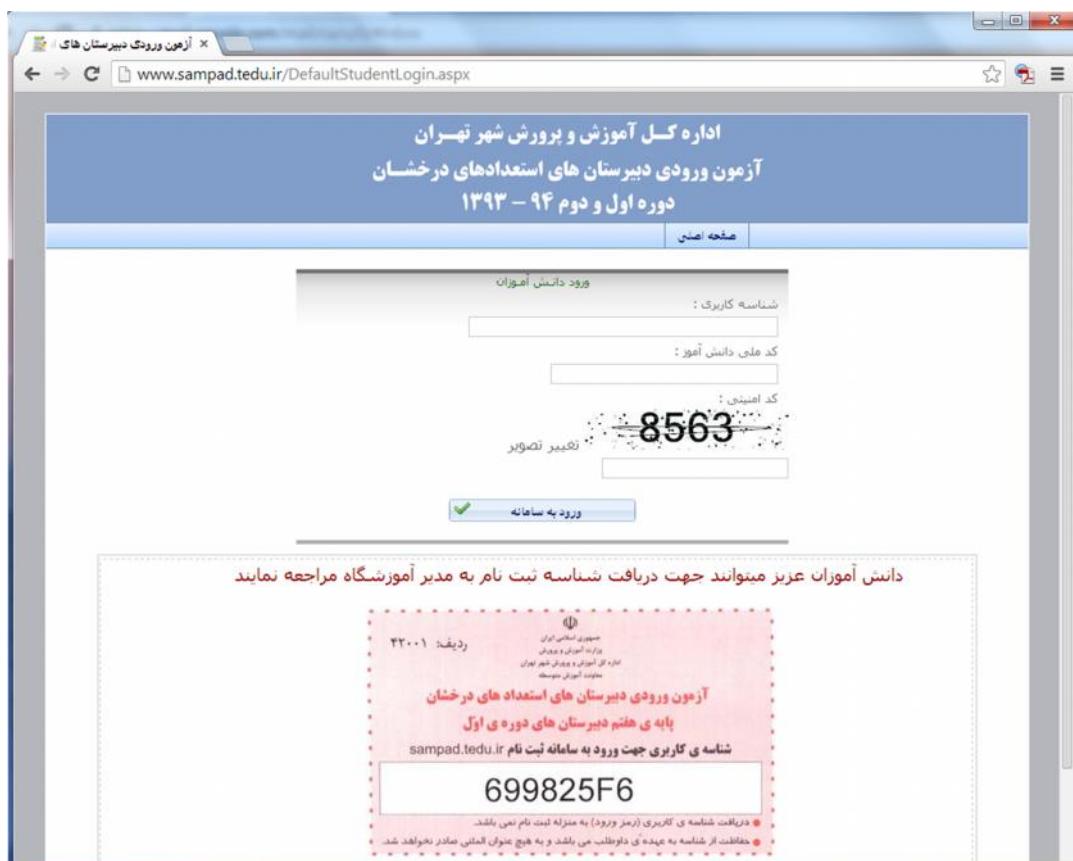 آزمون ورودی دبیرستان های
www.sampad.tedu.ir/DefaultStudentLogin.aspx
اداره کـل آموزش و پرورش شهر تهـران
آزمون ورودی دبیرستان های استعدادهای درخشـان
دوره اول و دوم ۹۴ – ۱۳۹۳
صفحه اصلی
ورود دانش آموزان
شناسه کاربری :
کد ملی دانش آموز :
کد امنیتی :
8563
تغییر تصویر
ورود به سامانه
دانش آموزان عزیز میتوانند جهت دریافت شناسه ثبت نام به مدیر آموزشگاه مراجعه نمایند
ردیف: ۴۲۰۰۱
جمهوری اسلامی ایران
وزارت آموزش و پرورش
اداره کل آموزش و پرورش شهر تهران
معاونت آموزش متوسطه
آزمون ورودی دبیرستان های استعداد های درخشان
پایه ی هفتم دبیرستان های دوره ی اوّل
شناسه ی کاربری جهت ورود به سامانه ثبت نام sampad.tedu.ir
699825F6
دریافت شناسه ی کاربری (رمز ورود) به منزله ثبت نام نمی باشد.
حفاظت از شناسه به عهدهٔ داوطلب می باشد و به هیچ عنوان المثنی صادر نخواهد شد.